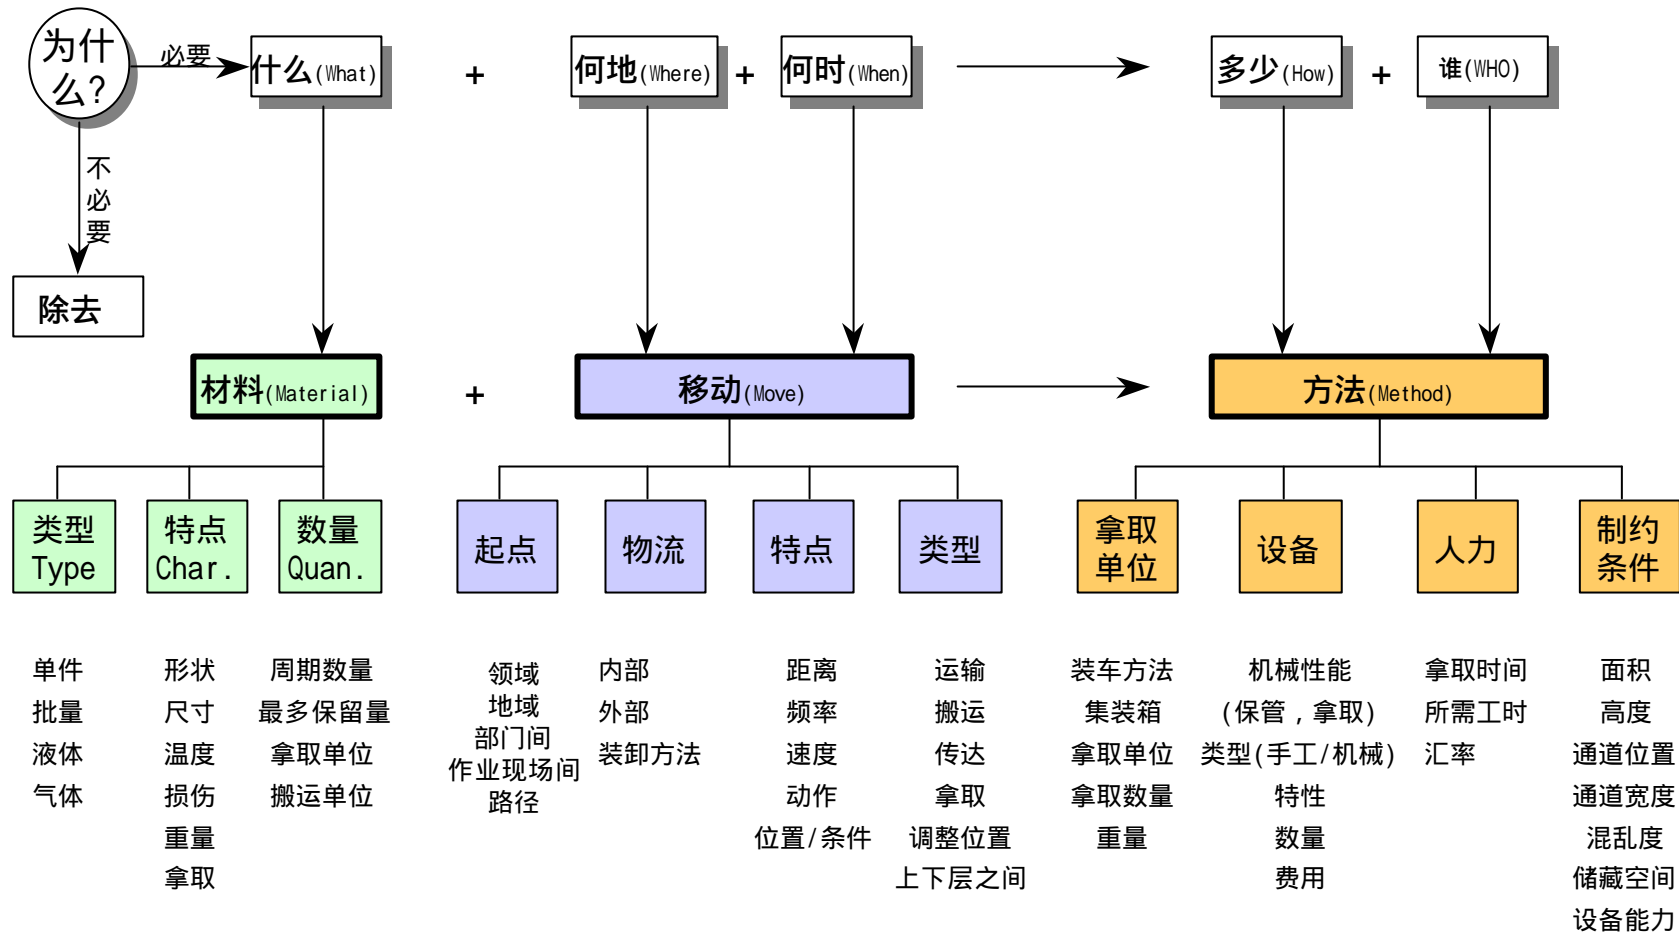 为什
么?
必要
什么(What)
+
何地(Where)
+
何时(When)
多少(How)
+
谁(WHO)
不
必
要
除去
材料(Material)
+
移动(Move)
方法(Method)
类型
Type
特点
Char.
数量
Quan.
起点
物流
特点
类型
拿取
单位
设备
人力
制约
条件
单件
批量
液体
气体
形状
尺寸
温度
损伤
重量
拿取
周期数量
最多保留量
拿取单位
搬运单位
领域
地域
部门间
作业现场间
路径
内部
外部
装卸方法
距离
频率
速度
动作
位置/条件
运输
搬运
传达
拿取
调整位置
上下层之间
装车方法
集装箱
拿取单位
拿取数量
重量
机械性能
(保管，拿取)
类型(手工/机械)
特性
数量
费用
拿取时间
所需工时
汇率
面积
高度
通道位置
通道宽度
混乱度
储藏空间
设备能力